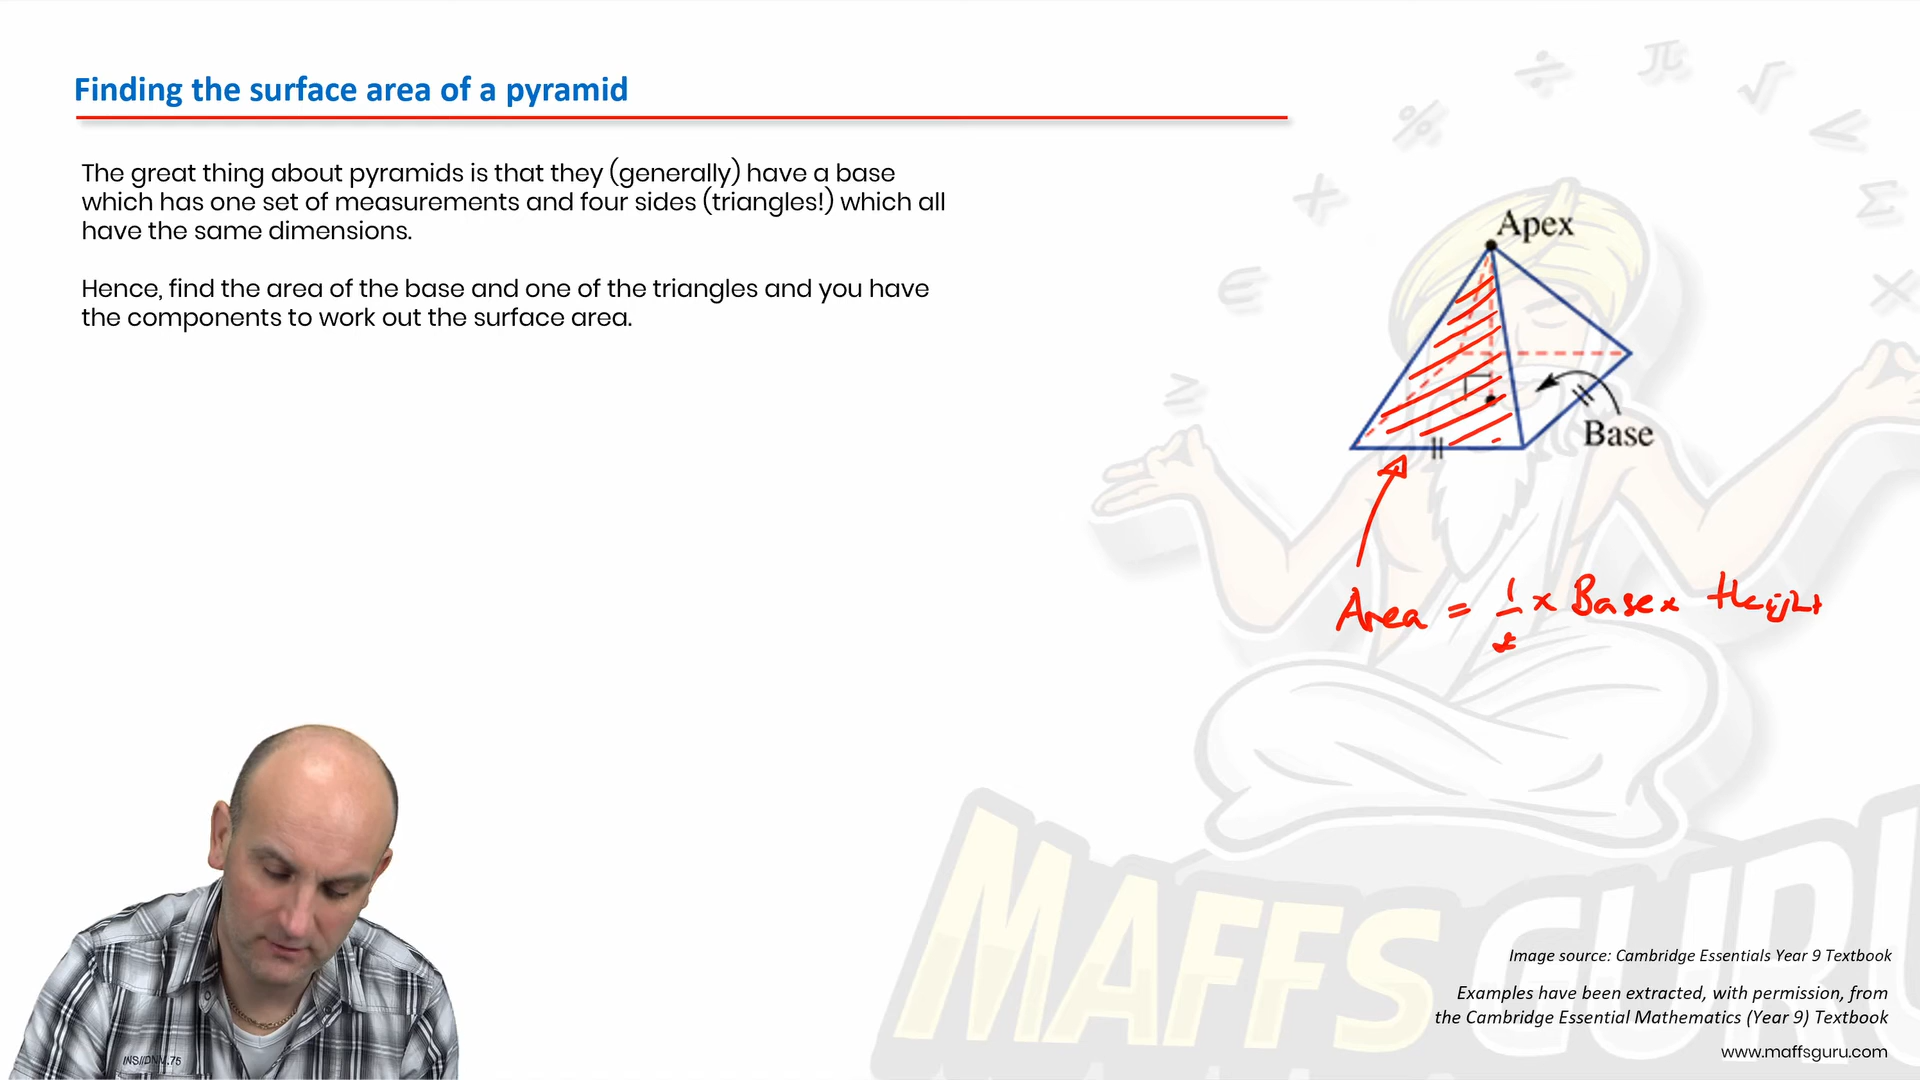 Finding the surface area of a pyramid
The great thing about pyramids is that they (generally) have a base
which has one set of measurements and four sides (triangles!) which all
have the same dimensions.
Hence, find the area of the base and one of the triangles and you have
the components to work out the surface area.
Apex
Base
Area = 1/2 x Base x Height
MAFFS GURU
Image source: Cambridge Essentials Year 9 Textbook
Examples have been extracted, with permission, from
the Cambridge Essential Mathematics (Year 9) Textbook
www.maffsguru.com